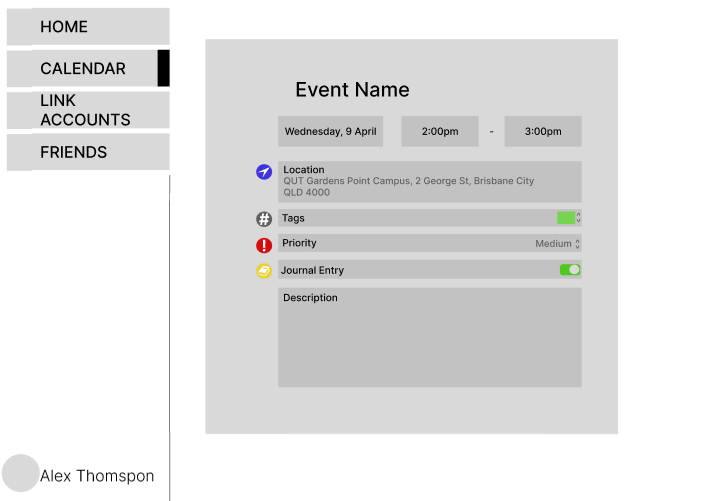 HOME
CALENDAR
LINK
ACCOUNTS
FRIENDS
Event Name
Wednesday, 9 April 2:00pm - 3:00pm
Location
QUT Gardens Point Campus, 2 George St, Brisbane City
QLD 4000
# Tags
! Priority Medium
Journal Entry
Description
Alex Thomspon